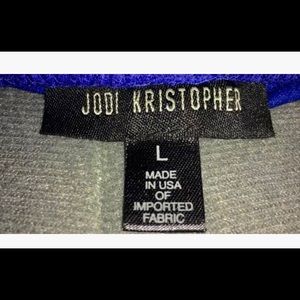 JODI KRISTOPHER
L
MADE
IN USA
OF
IMPORTED
FABRIC